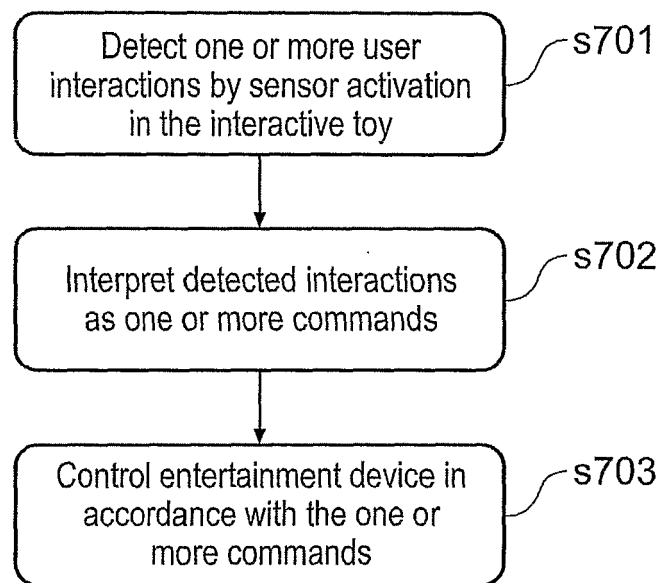 Detect one or more user
interactions by sensor activation
in the interactive toy
s701
Interpret detected interactions
as one or more commands
s702
Control entertainment device in
accordance with the one or
more commands
s703